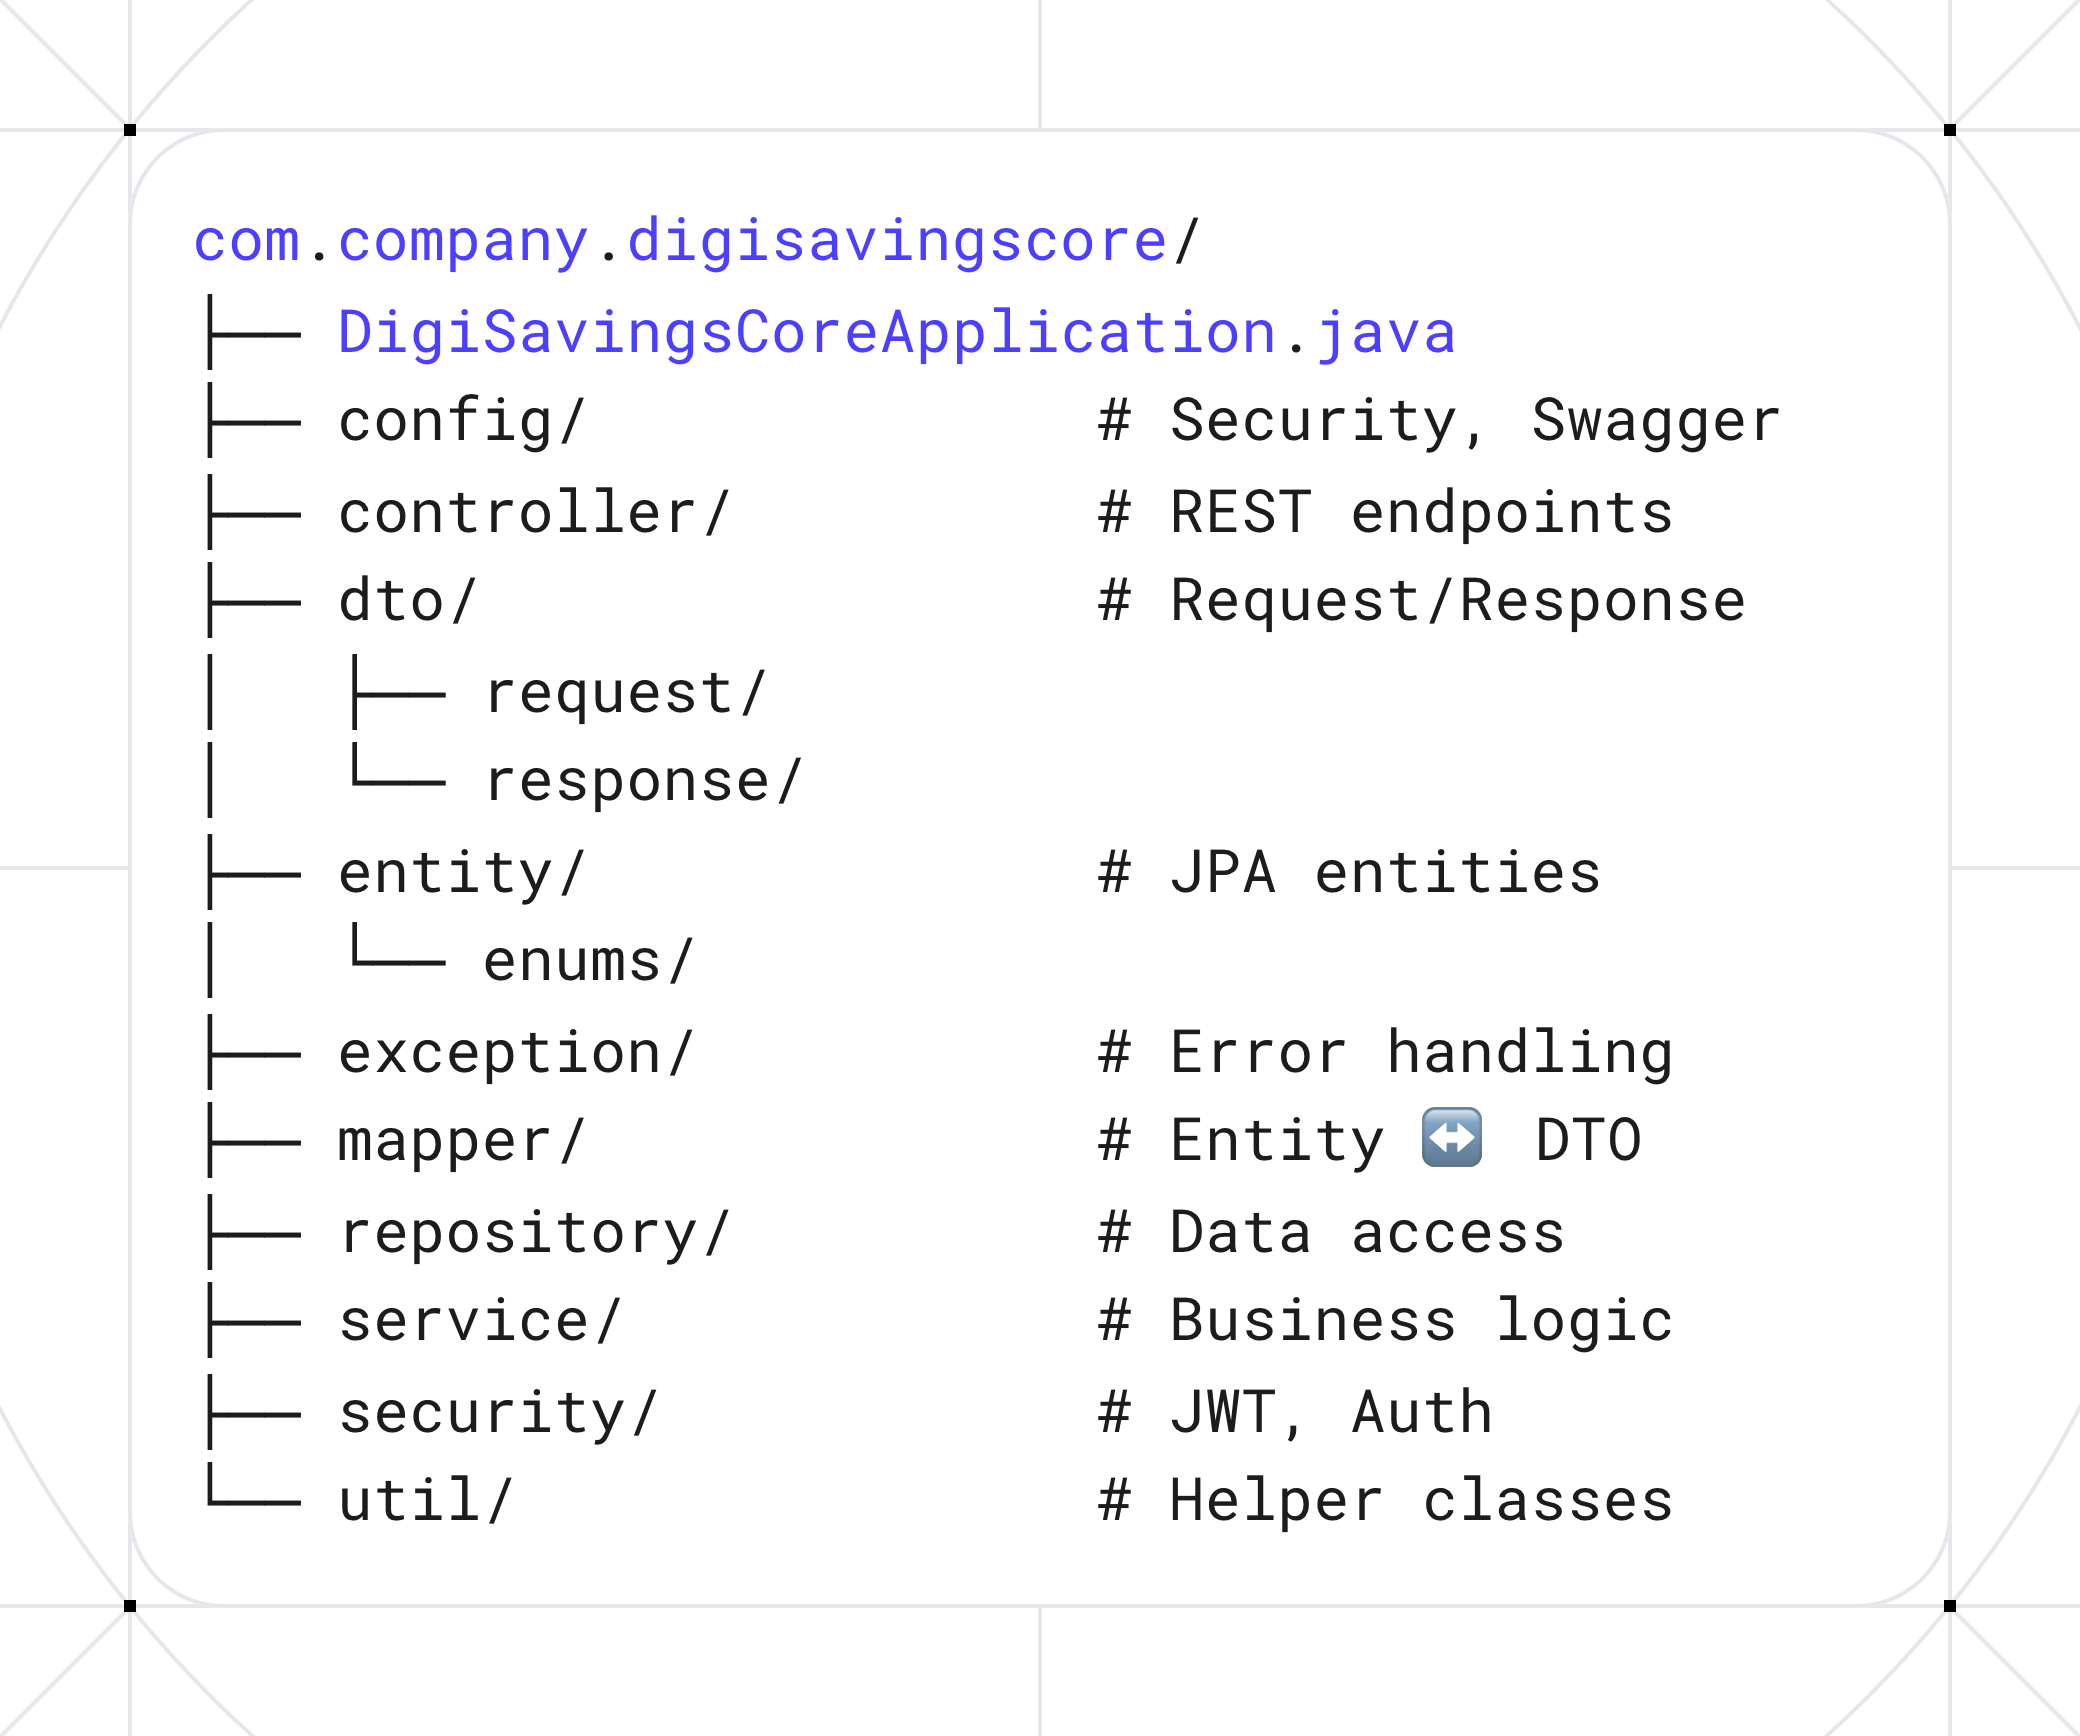 com.company.digisavingscore/
├── DigiSavingsCoreApplication.java
├── config/              # Security, Swagger
├── controller/          # REST endpoints
├── dto/                 # Request/Response
│   ├── request/
│   └── response/
├── entity/              # JPA entities
│   └── enums/
├── exception/           # Error handling
├── mapper/              # Entity ↔️ DTO
├── repository/          # Data access
├── service/             # Business logic
├── security/            # JWT, Auth
└── util/                # Helper classes